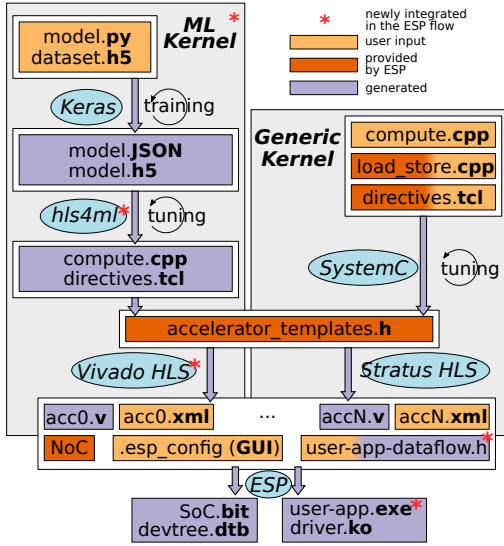 ML *
Kernel
* newly integrated
in the ESP flow
user input
provided
by ESP
generated
model.py
dataset.h5
Keras
training
model.JSON
model.h5
hls4ml*
tuning
compute.cpp
directives.tcl
Generic
Kernel
compute.cpp
load_store.cpp
directives.tcl
SystemC
tuning
accelerator_templates.h
Vivado HLS*
Stratus HLS
acc0.v acc0.xml ... accN.v accN.xml
NoC .esp_config (GUI) user-app-dataflow.h*
ESP
SoC.bit
devtree.dtb
user-app.exe*
driver.ko